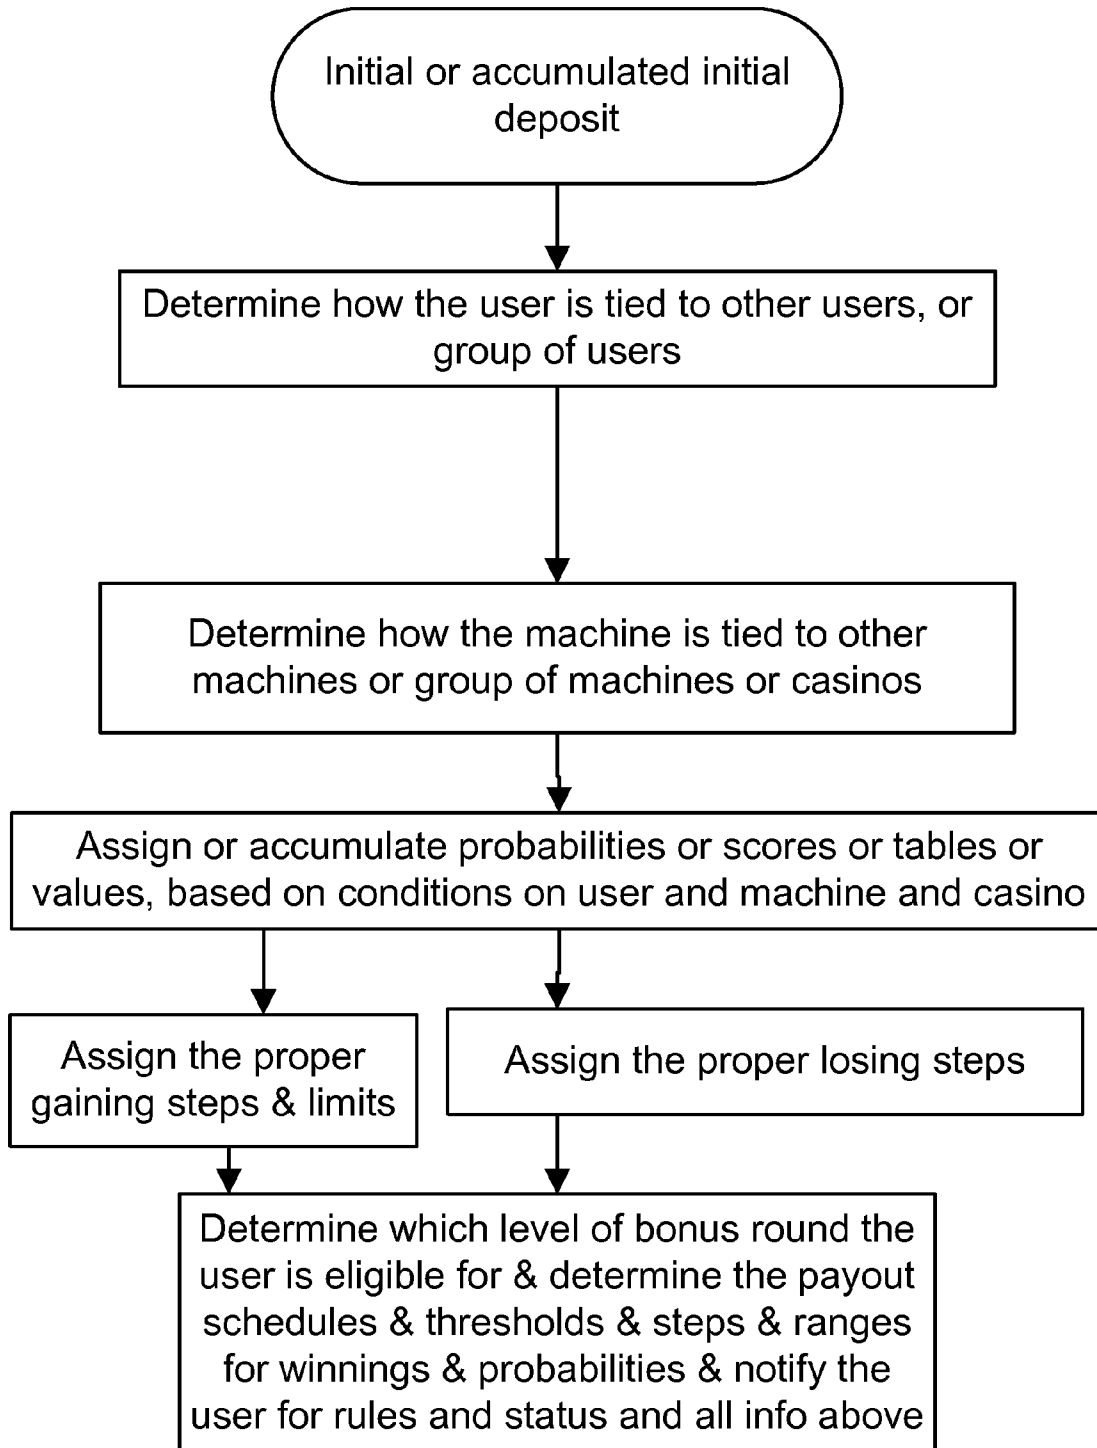 Initial or accumulated initial
deposit
Determine how the user is tied to other users, or
group of users
Determine how the machine is tied to other
machines or group of machines or casinos
Assign or accumulate probabilities or scores or tables or
values, based on conditions on user and machine and casino
Assign the proper
gaining steps & limits
Assign the proper losing steps
Determine which level of bonus round the
user is eligible for & determine the payout
schedules & thresholds & steps & ranges
for winnings & probabilities & notify the
user for rules and status and all info above